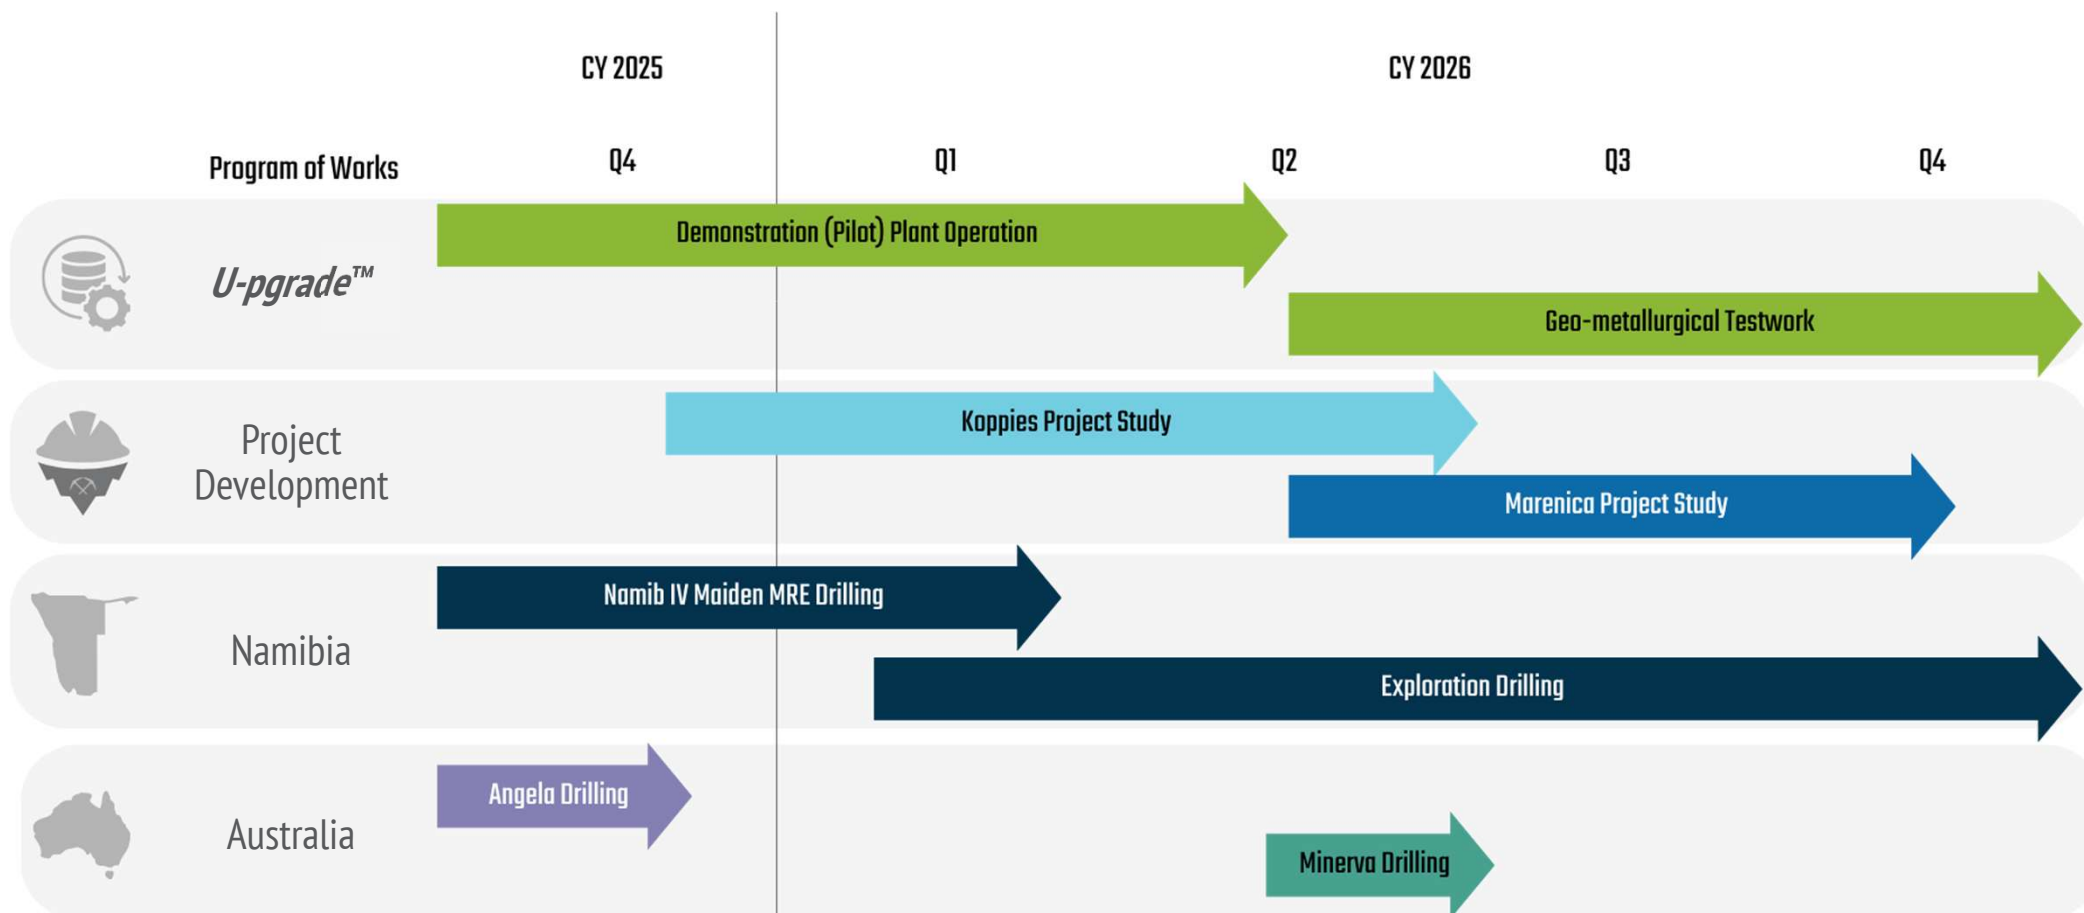 CY 2025
CY 2026
Program of Works
Q4
Q1
Q2
Q3
Q4
U-pgrade™
Demonstration (Pilot) Plant Operation
Geo-metallurgical Testwork
Project
Development
Koppies Project Study
Marenica Project Study
Namibia
Namib IV Maiden MRE Drilling
Exploration Drilling
Australia
Angela Drilling
Minerva Drilling